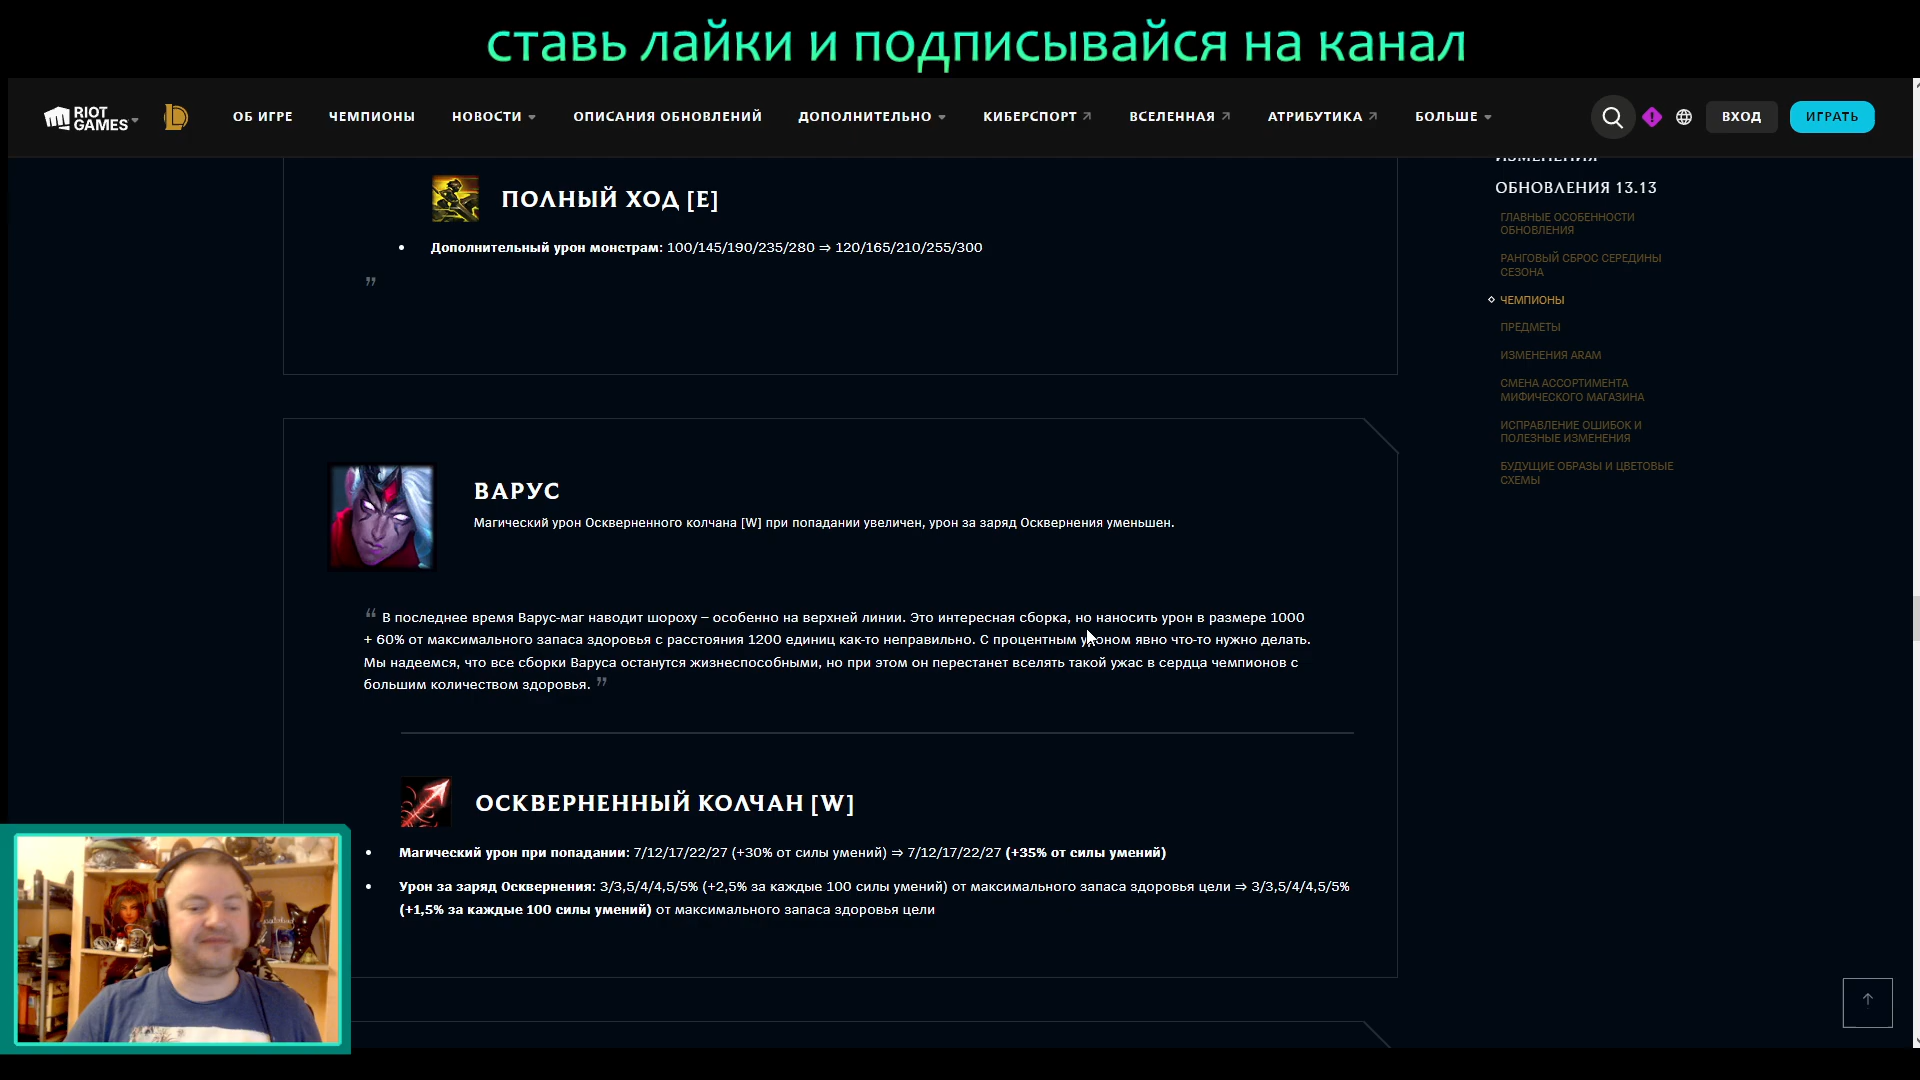 ставь лайки и подписывайся на канал
RIOT GAMES
ОБ ИГРЕ
ЧЕМПИОНЫ
НОВОСТИ
ОПИСАНИЯ ОБНОВЛЕНИЙ
ДОПОЛНИТЕЛЬНО
КИБЕРСПОРТ
ВСЕЛЕННАЯ
АТРИБУТИКА
БОЛЬШЕ
ВХОД
ИГРАТЬ
ПОЛНЫЙ ХОД [E]
• Дополнительный урон монстрам: 100/145/190/235/280 ⇒ 120/165/210/255/300
”
ВАРУС
Магический урон Оскверненного колчана [W] при попадании увеличен, урон за заряд Осквернения уменьшен.
“ В последнее время Варус-маг наводит шороху – особенно на верхней линии. Это интересная сборка, но наносить урон в размере 1000
+ 60% от максимального запаса здоровья с расстояния 1200 единиц как-то неправильно. С процентным уроном явно что-то нужно делать.
Мы надеемся, что все сборки Варуса останутся жизнеспособными, но при этом он перестанет вселять такой ужас в сердца чемпионов с
большим количеством здоровья. ”
ОСКВЕРНЕННЫЙ КОЛЧАН [W]
• Магический урон при попадании: 7/12/17/22/27 (+30% от силы умений) ⇒ 7/12/17/22/27 (+35% от силы умений)
• Урон за заряд Осквернения: 3/3,5/4/4,5/5% (+2,5% за каждые 100 силы умений) от максимального запаса здоровья цели ⇒ 3/3,5/4/4,5/5%
(+1,5% за каждые 100 силы умений) от максимального запаса здоровья цели
ИЗМЕНЕНИЯ
ОБНОВЛЕНИЯ 13.13
ГЛАВНЫЕ ОСОБЕННОСТИ
ОБНОВЛЕНИЯ
РАНГОВЫЙ СБРОС СЕРЕДИНЫ
СЕЗОНА
ЧЕМПИОНЫ
ПРЕДМЕТЫ
ИЗМЕНЕНИЯ ARAM
СМЕНА АССОРТИМЕНТА
МИФИЧЕСКОГО МАГАЗИНА
ИСПРАВЛЕНИЕ ОШИБОК И
ПОЛЕЗНЫЕ ИЗМЕНЕНИЯ
БУДУЩИЕ ОБРАЗЫ И ЦВЕТОВЫЕ
СХЕМЫ